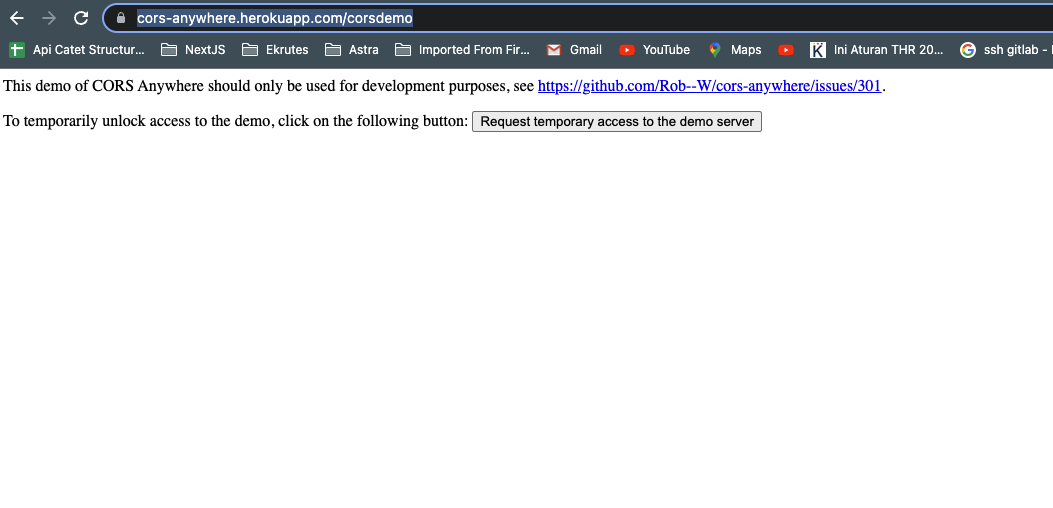 cors-anywhere.herokuapp.com/corsdemo
Api Catet Structur... NextJS Ekrutes Astra Imported From Fir... Gmail YouTube Maps Ini Aturan THR 20... ssh gitlab -
This demo of CORS Anywhere should only be used for development purposes, see https://github.com/Rob--W/cors-anywhere/issues/301.
To temporarily unlock access to the demo, click on the following button: Request temporary access to the demo server